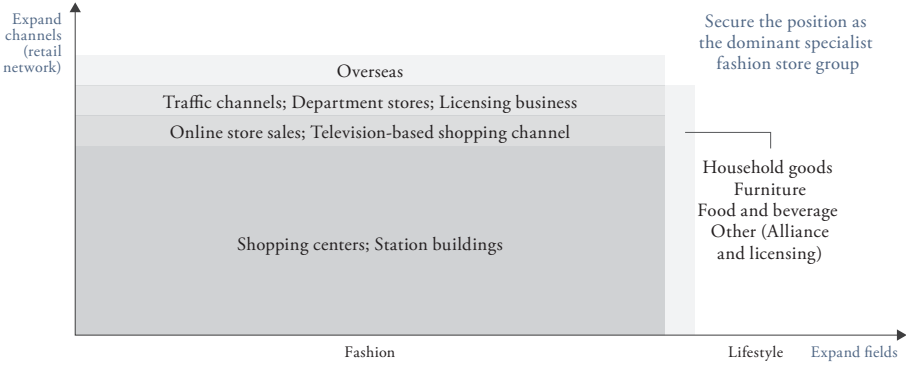 Expand
channels
(retail
network)
Secure the position as
the dominant specialist
fashion store group
Overseas
Traffic channels; Department stores; Licensing business
Online store sales; Television-based shopping channel
Household goods
Furniture
Food and beverage
Other (Alliance
and licensing)
Shopping centers; Station buildings
Fashion
Lifestyle
Expand fields